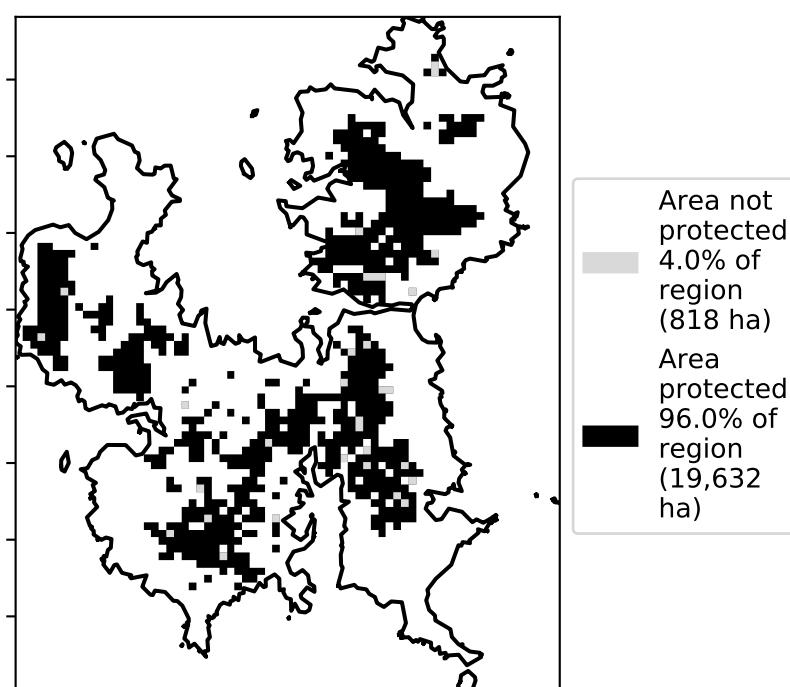 Area not
protected
4.0% of
region
(818 ha)
Area
protected
96.0% of
region
(19,632
ha)